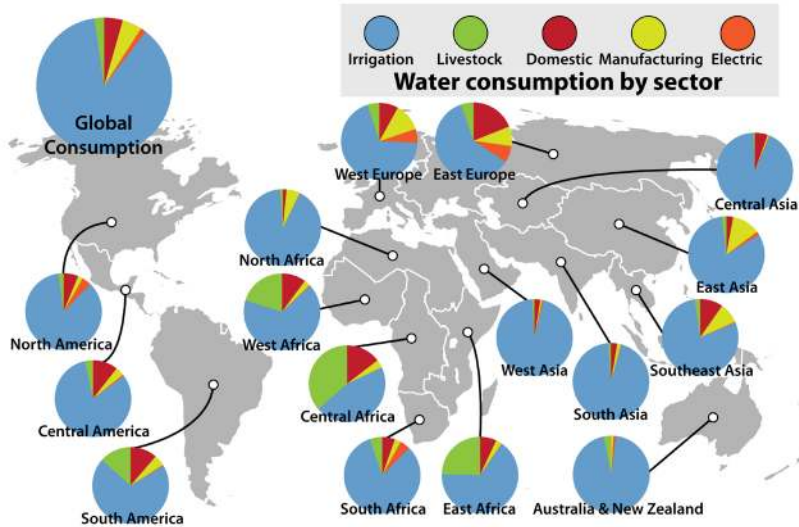 Irrigation
Livestock
Domestic
Manufacturing
Electric
Water consumption by sector
Global
Consumption
West Europe
East Europe
Central Asia
North Africa
East Asia
North America
West Africa
West Asia
Southeast Asia
Central Africa
South Asia
Central America
South America
South Africa
East Africa
Australia & New Zealand